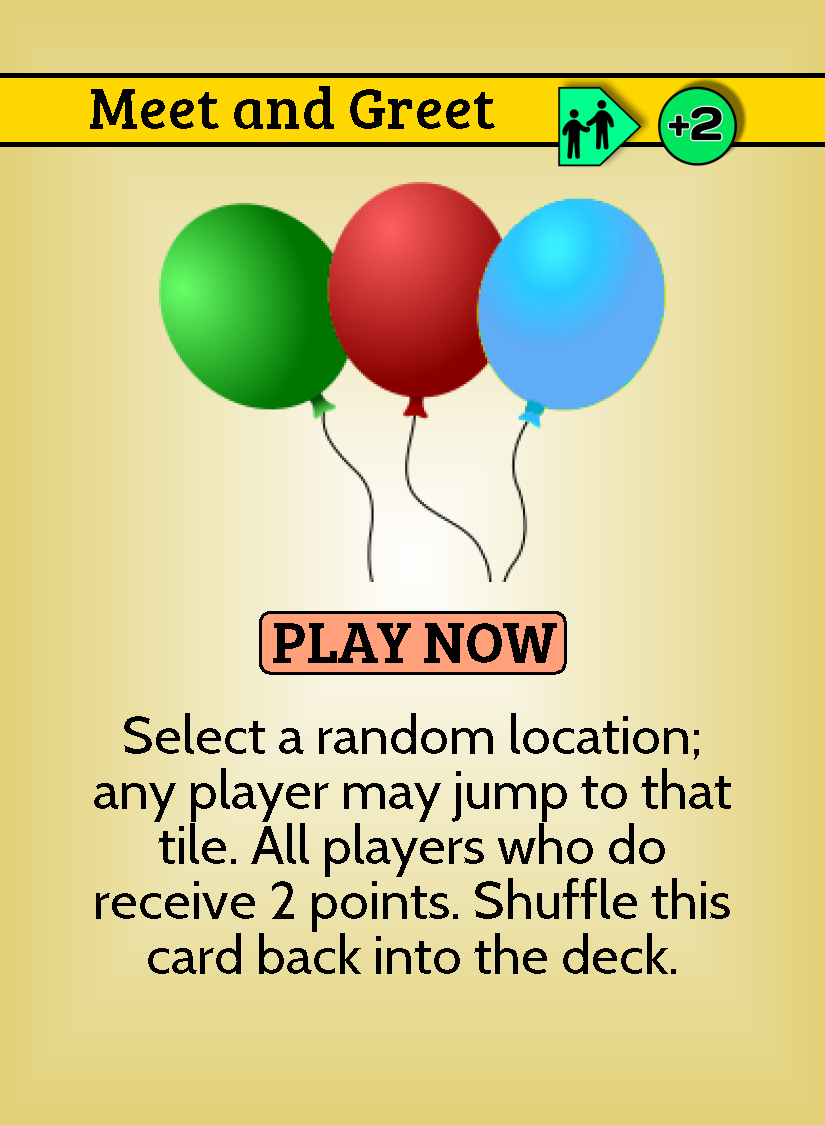 Meet and Greet +2
PLAY NOW
Select a random location;
any player may jump to that
tile. All players who do
receive 2 points. Shuffle this
card back into the deck.